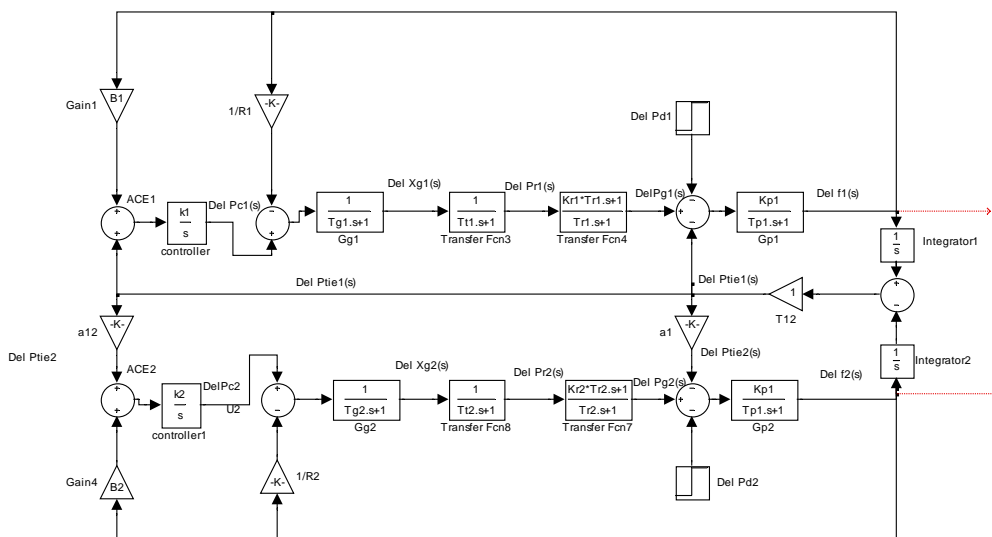 B1
Gain1
-K-
1/R1
Del Pd1
ACE1
Del Pc1(s)
Del Xg1(s)
Del Pr1(s)
DelPg1(s)
Del f1(s)
k1
s
controller
1
Tg1.s+1
Gg1
1
Tt1.s+1
Transfer Fcn3
Kr1*Tr1.s+1
Tr1.s+1
Transfer Fcn4
Kp1
Tp1.s+1
Gp1
1
s
Integrator1
Del Ptie1(s)
Del Ptie1(s)
1
T12
-K-
a12
-K-
a1
Del Ptie2
Del Ptie2(s)
1
s
Integrator2
ACE2
DelPc2
U2
Del Xg2(s)
Del Pr2(s)
Del Pg2(s)
Del f2(s)
k2
s
controller1
1
Tg2.s+1
Gg2
1
Tt2.s+1
Transfer Fcn8
Kr2*Tr2.s+1
Tr2.s+1
Transfer Fcn7
Kp1
Tp1.s+1
Gp2
Gain4
B2
-K-
1/R2
Del Pd2